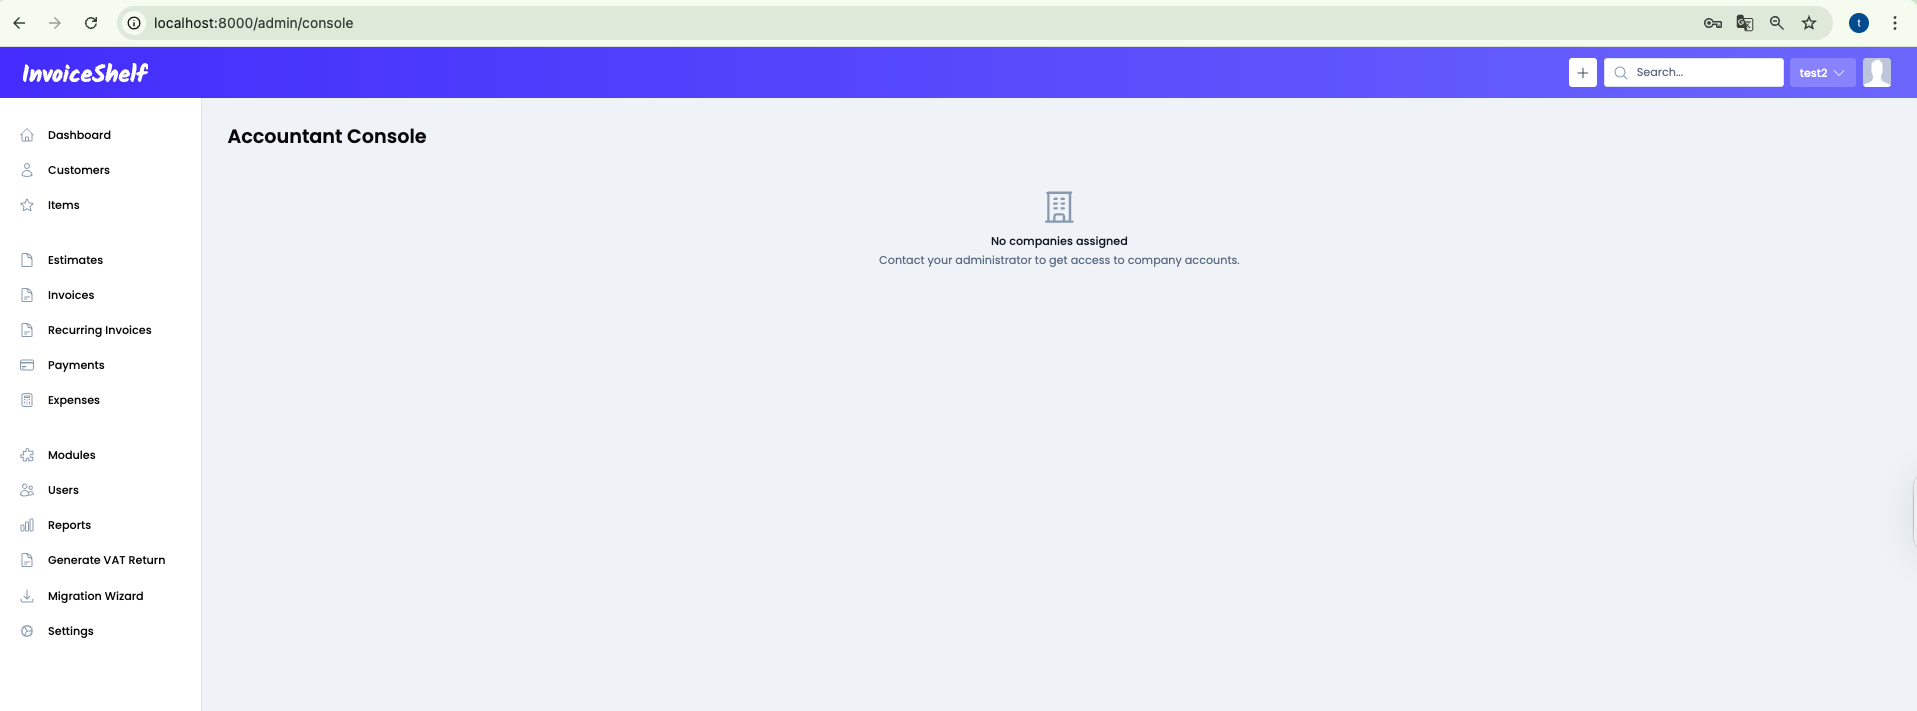 localhost:8000/admin/console
t
InvoiceShelf
Search...
test2
Dashboard
Customers
Items
Estimates
Invoices
Recurring Invoices
Payments
Expenses
Modules
Users
Reports
Generate VAT Return
Migration Wizard
Settings
Accountant Console
No companies assigned
Contact your administrator to get access to company accounts.